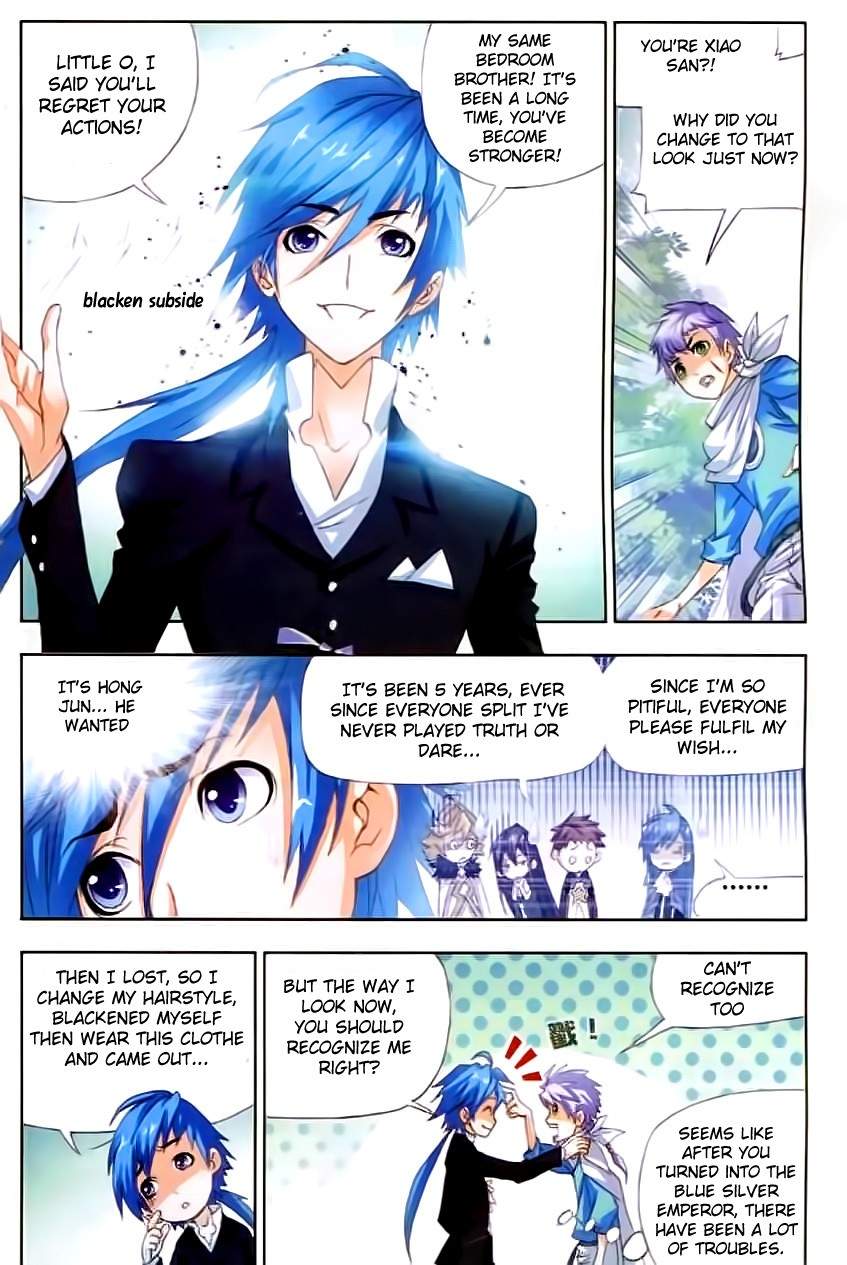 LITTLE O, I
SAID YOU'LL
REGRET YOUR
ACTIONS!
MY SAME
BEDROOM
BROTHER! IT'S
BEEN A LONG
TIME, YOU'VE
BECOME
STRONGER!
blacken subside
YOU'RE XIAO
SAN?!
WHY DID YOU
CHANGE TO THAT
LOOK JUST NOW?
IT'S HONG
JUN... HE
WANTED
IT'S BEEN 5 YEARS, EVER
SINCE EVERYONE SPLIT I'VE
NEVER PLAYED TRUTH OR
DARE...
SINCE I'M SO
PITIFUL, EVERYONE
PLEASE FULFIL MY
WISH...
......
THEN I LOST, SO I
CHANGE MY HAIRSTYLE,
BLACKENED MYSELF
THEN WEAR THIS CLOTHE
AND CAME OUT...
BUT THE WAY I
LOOK NOW,
YOU SHOULD
RECOGNIZE ME
RIGHT?
戳!
CAN'T
RECOGNIZE
TOO
SEEMS LIKE
AFTER YOU
TURNED INTO THE
BLUE SILVER
EMPEROR, THERE
HAVE BEEN A LOT
OF TROUBLES.